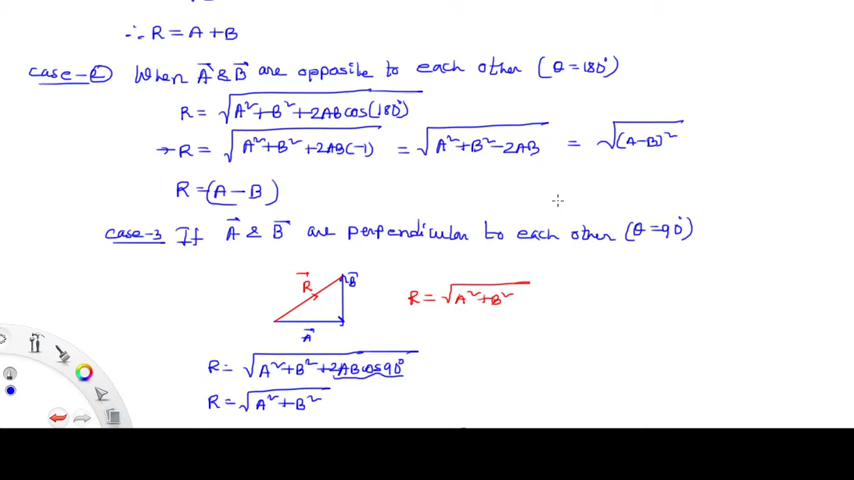 ∴ R = A + B
case-2 When A⃗ & B⃗ are opposite to each other (θ = 180°)
R = √(A² + B² + 2AB cos(180°))
→ R = √(A² + B² + 2AB(-1)) = √(A² + B² - 2AB) = √((A-B)²)
R = (A - B)
case-3 If A⃗ & B⃗ are perpendicular to each other (θ = 90°)
R⃗
B⃗
A⃗
R = √(A² + B²)
R = √(A² + B² + 2AB cos 90°)
R = √(A² + B²)